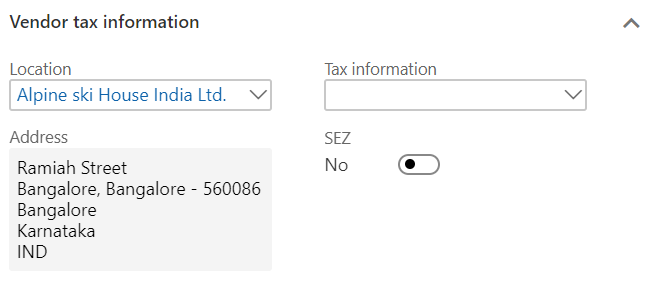 Vendor tax information
Location
Alpine ski House India Ltd.
Address
Ramiah Street
Bangalore, Bangalore - 560086
Bangalore
Karnataka
IND
Tax information
SEZ
No